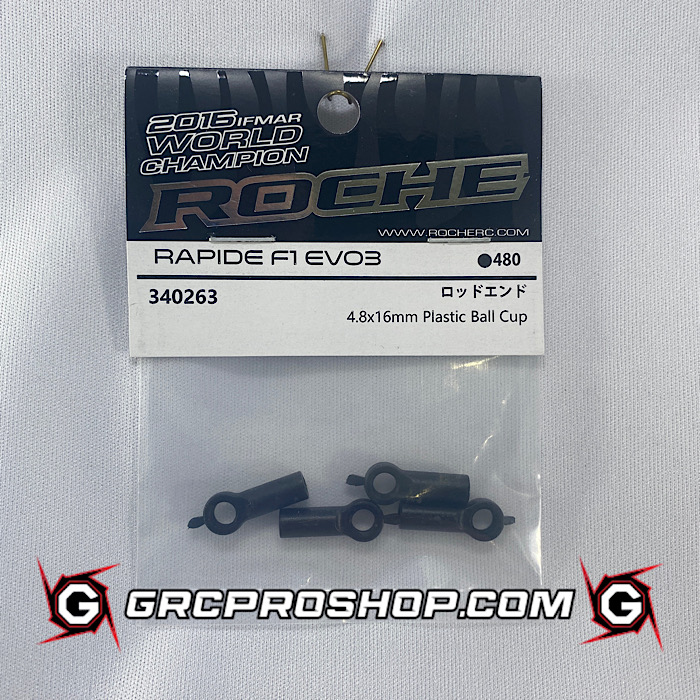 2016 IFMAR
WORLD
CHAMPION
ROCHE
WWW.ROCHERC.COM
RAPIDE F1 EVO3
●480
340263
ロッドエンド
4.8x16mm Plastic Ball Cup
G GRCPROSHOP.COM G